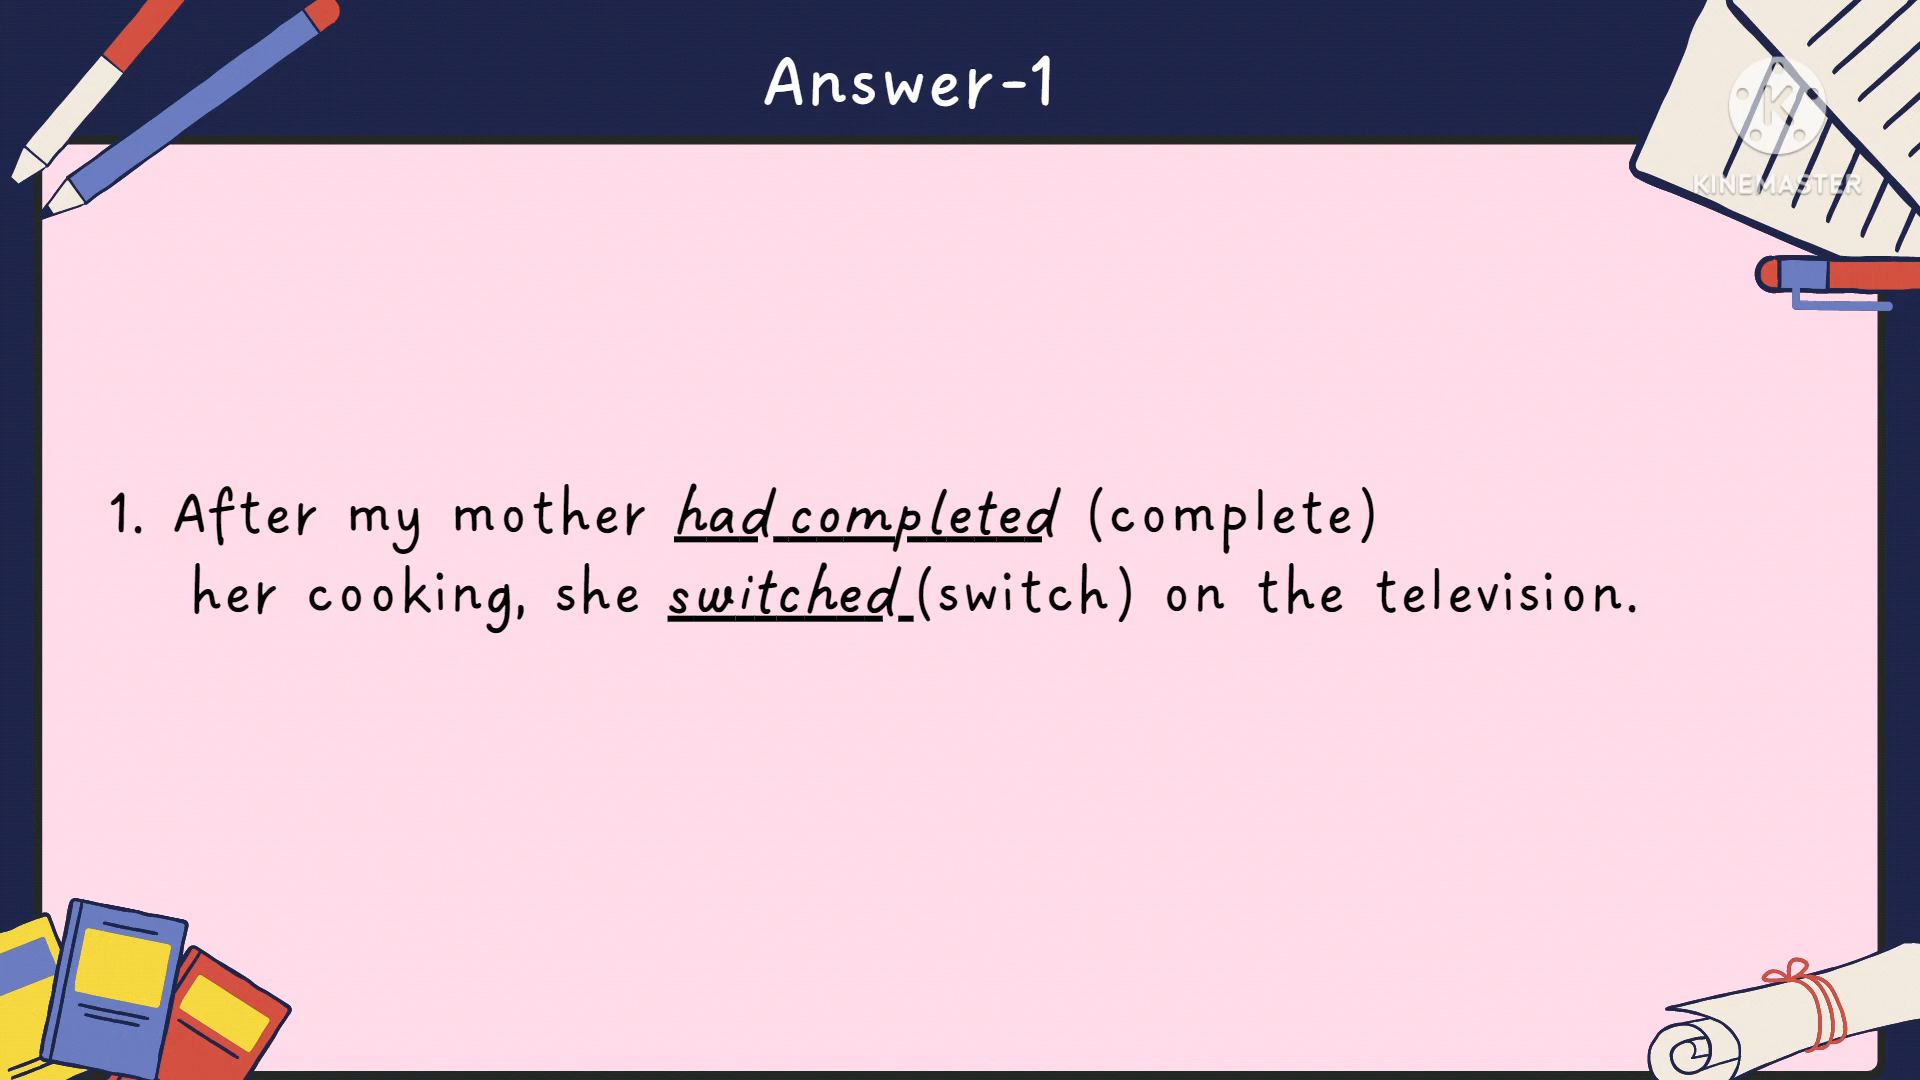 Answer-1
KINEMASTER
1. After my mother had completed (complete)
her cooking, she switched (switch) on the television.